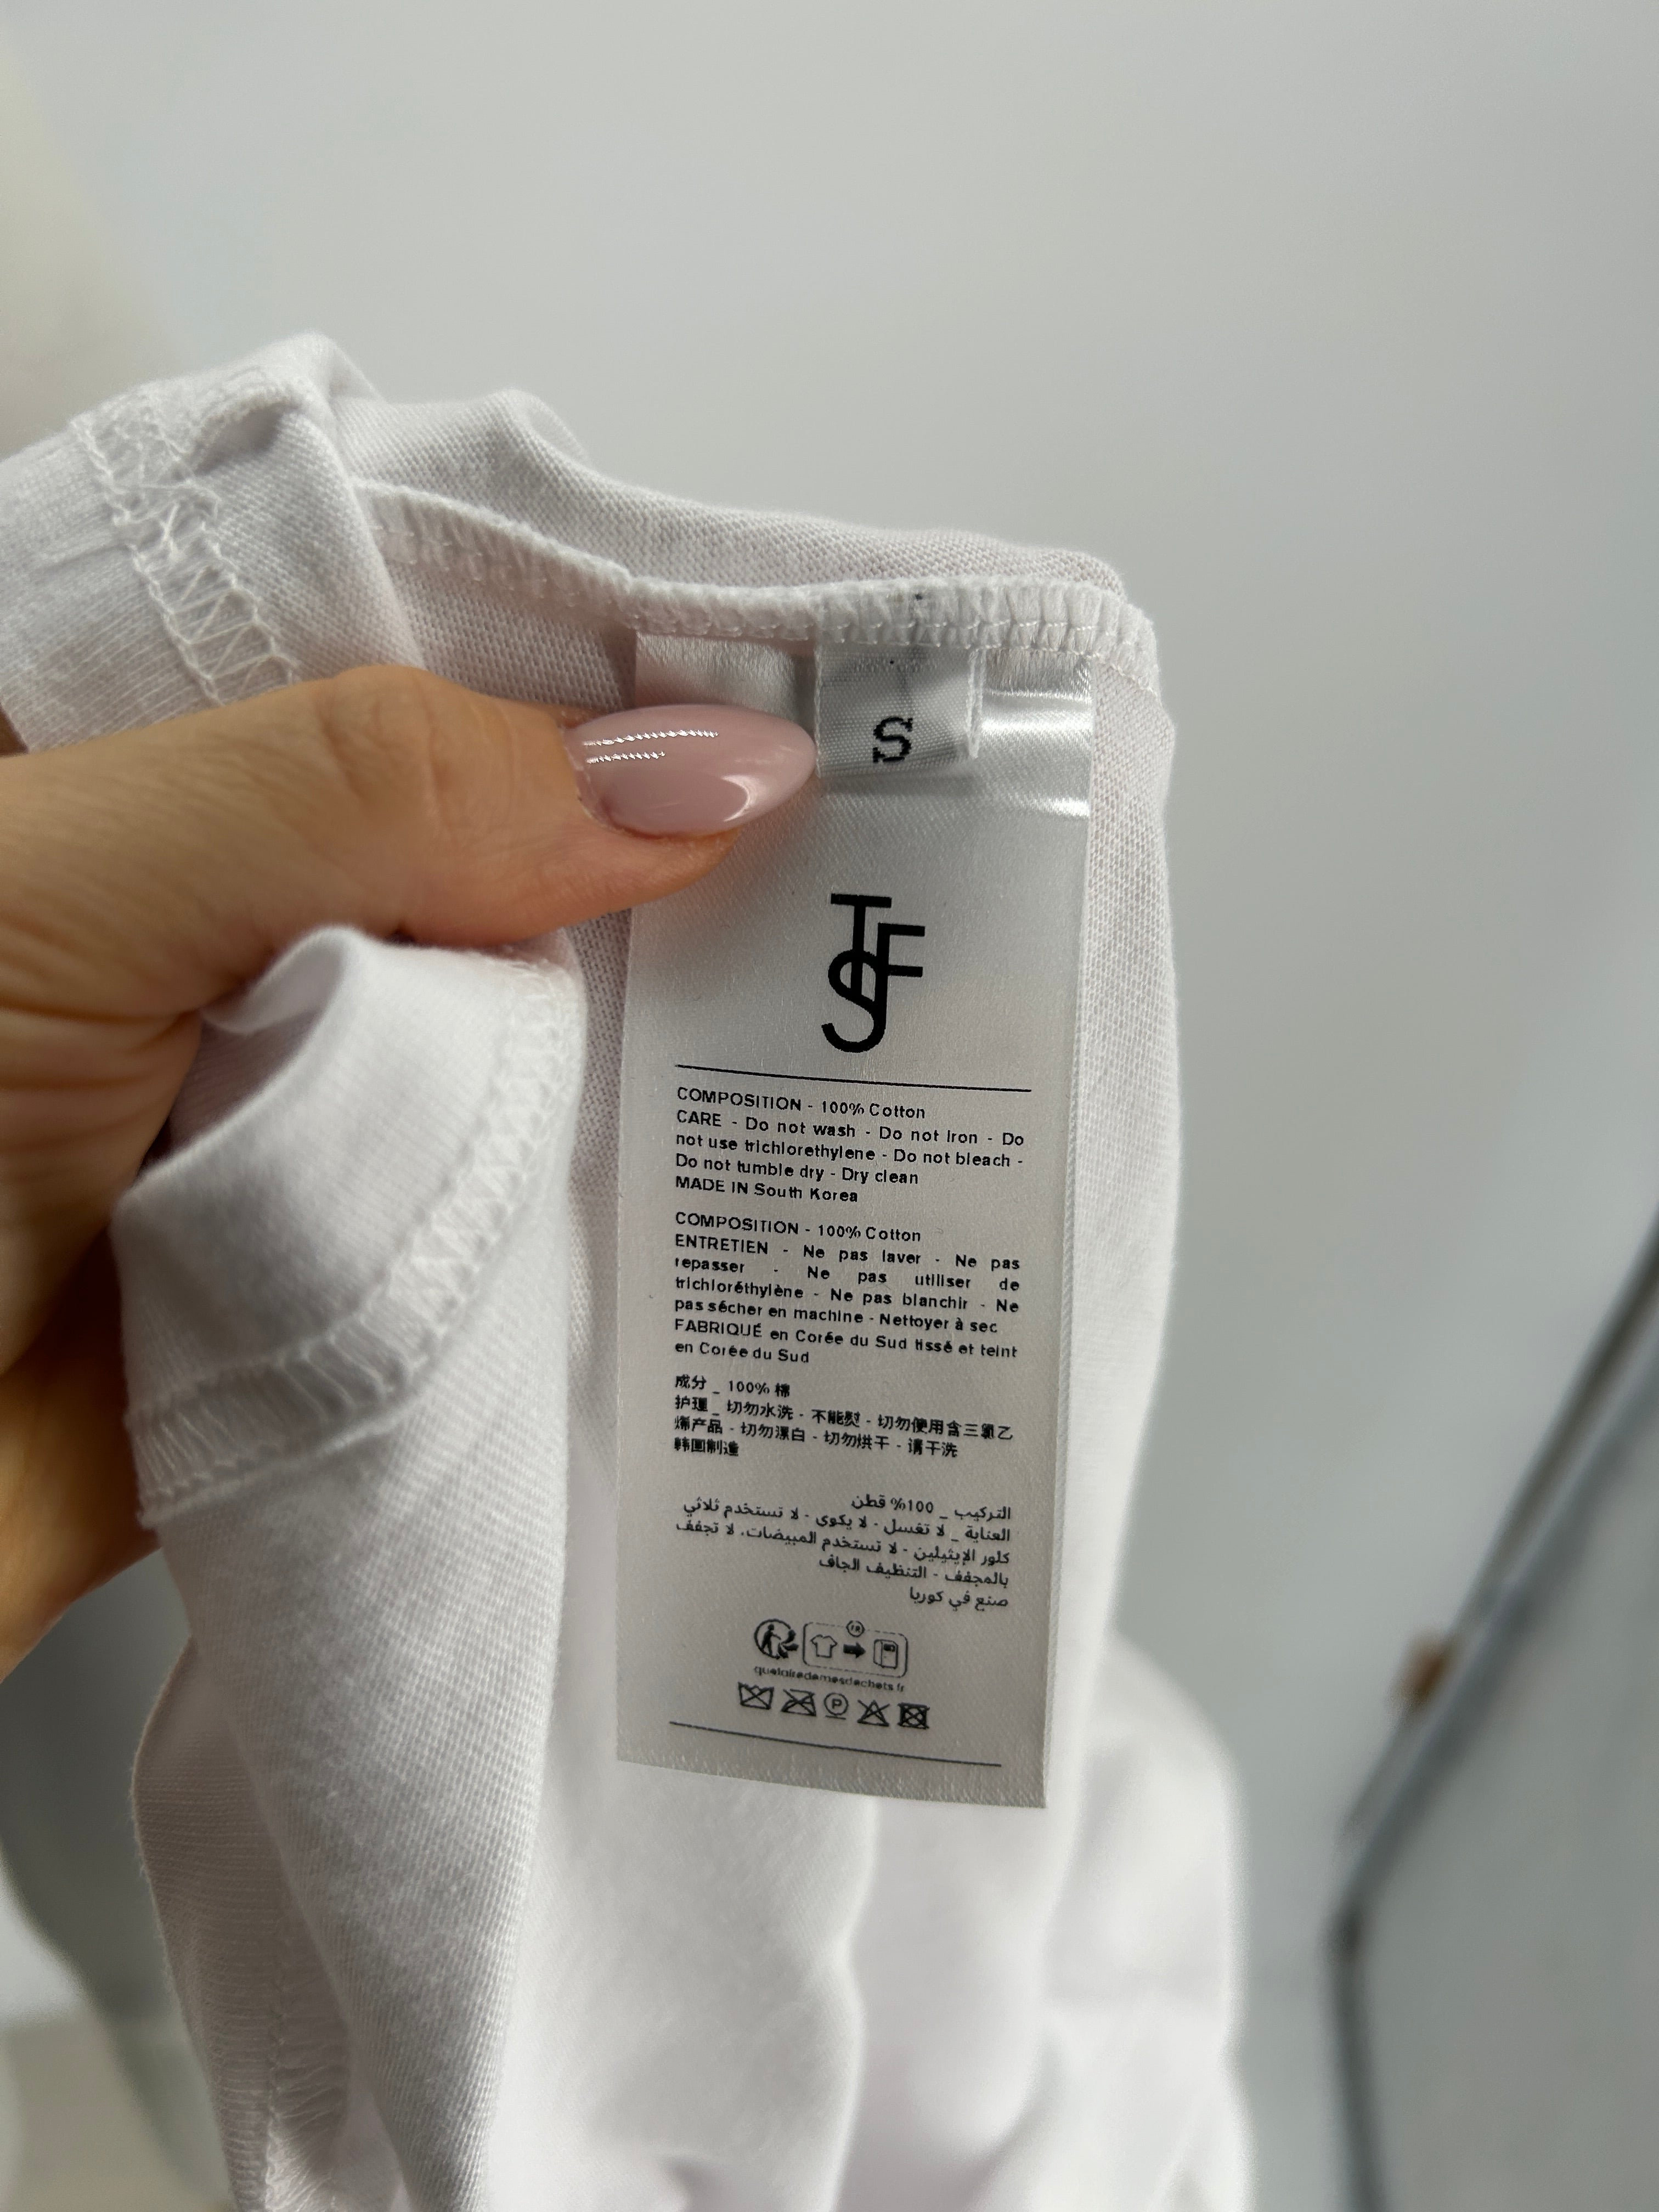 S
TFSJ
COMPOSITION - 100% Cotton
CARE - Do not wash - Do not iron - Do
not use trichlorethylene - Do not bleach -
Do not tumble dry - Dry clean
MADE IN South Korea
COMPOSITION - 100% Cotton
ENTRETIEN - Ne pas laver - Ne pas
repasser - Ne pas utiliser de
trichloréthylène - Ne pas blanchir - Ne
pas sécher en machine - Nettoyer à sec
FABRIQUÉ en Corée du Sud tissé et teint
en Corée du Sud
成分 _ 100% 棉
护理 _ 切勿水洗 - 不能熨 - 切勿使用含三氯乙
烯产品 - 切勿漂白 - 切勿烘干 - 请干洗
韩国制造
التركيب _ 100% قطن
العناية _ لا تغسل - لا يكوى - لا تستخدم ثلاثي
كلور الإيثيلين - لا تستخدم المبيضات، لا تجفف
بالمجفف - التنظيف الجاف
صنع في كوريا
FR
quefairedemesdechets.fr
P